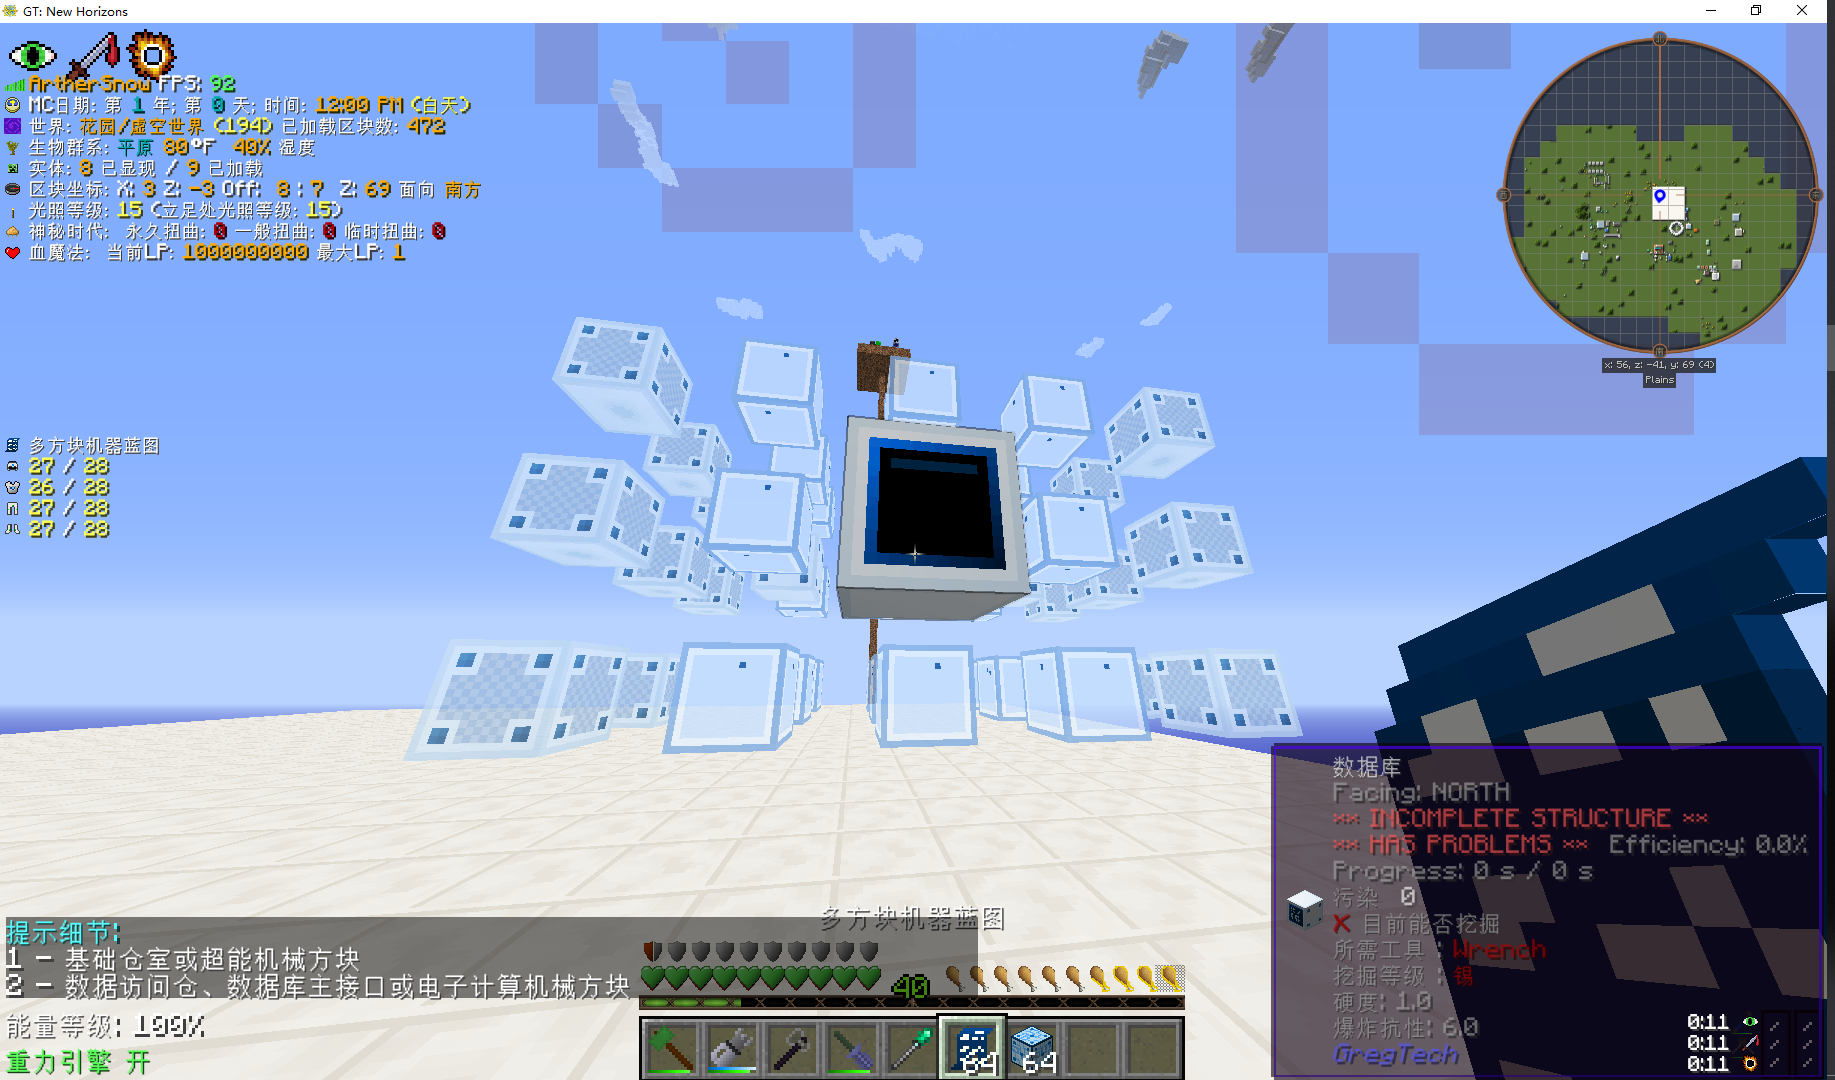 GT: New Horizons
ArtherSnow FPS: 92
MC日期: 第 1 年; 第 0 天; 时间: 12:00 PM (白天)
世界: 花园/虚空世界 (194) 已加载区块数: 472
生物群系: 平原 80°F 40% 湿度
实体: 8 已显现 / 9 已加载
区块坐标: X: 3 Z: -3 Off: 8 : 7 Z: 69 面向 南方
光照等级: 15 (立足处光照等级: 15)
神秘时代: 永久扭曲: 0 一般扭曲: 0 临时扭曲: 0
血魔法: 当前LP: 1000000000 最大LP: 1
x: 56, z: -41, y: 69 (4)
Plains
多方块机器蓝图
27 / 28
26 / 28
27 / 28
27 / 28
数据库
Facing: NORTH
** INCOMPLETE STRUCTURE **
** HAS PROBLEMS ** Efficiency: 0.0%
Progress: 0 s / 0 s
污染 0
目前能否挖掘
所需工具 : Wrench
挖掘等级 : 锡
硬度: 1.0
爆炸抗性: 6.0
GregTech
0:11
0:11
0:11
多方块机器蓝图
提示细节:
1 - 基础仓室或超能机械方块
2 - 数据访问仓、数据库主接口或电子计算机械方块
能量等级: 100%
重力引擎 开
40
64
64